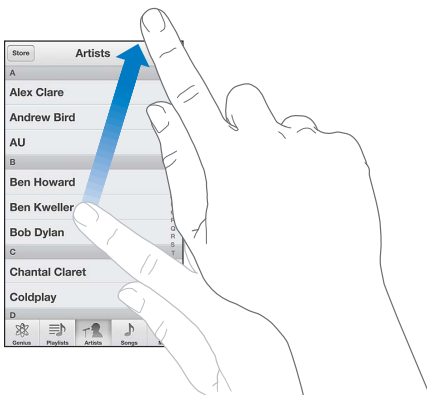 Store Artists
A
Alex Clare
Andrew Bird
AU
B
Ben Howard
Ben Kweller
Bob Dylan
Q
R
S
T
C
Chantal Claret
Coldplay
D
Genius Playlists Artists Songs